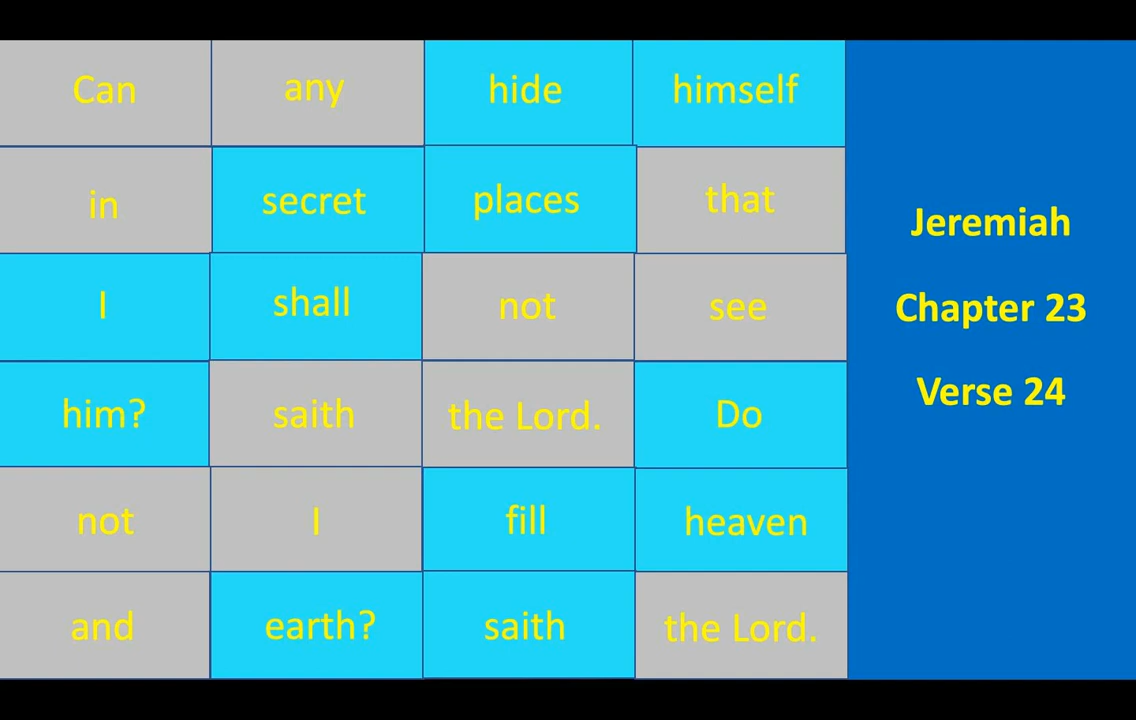 Can any hide himself
in secret places that
I shall not see
him? saith the Lord. Do
not I fill heaven
and earth? saith the Lord.
Jeremiah
Chapter 23
Verse 24